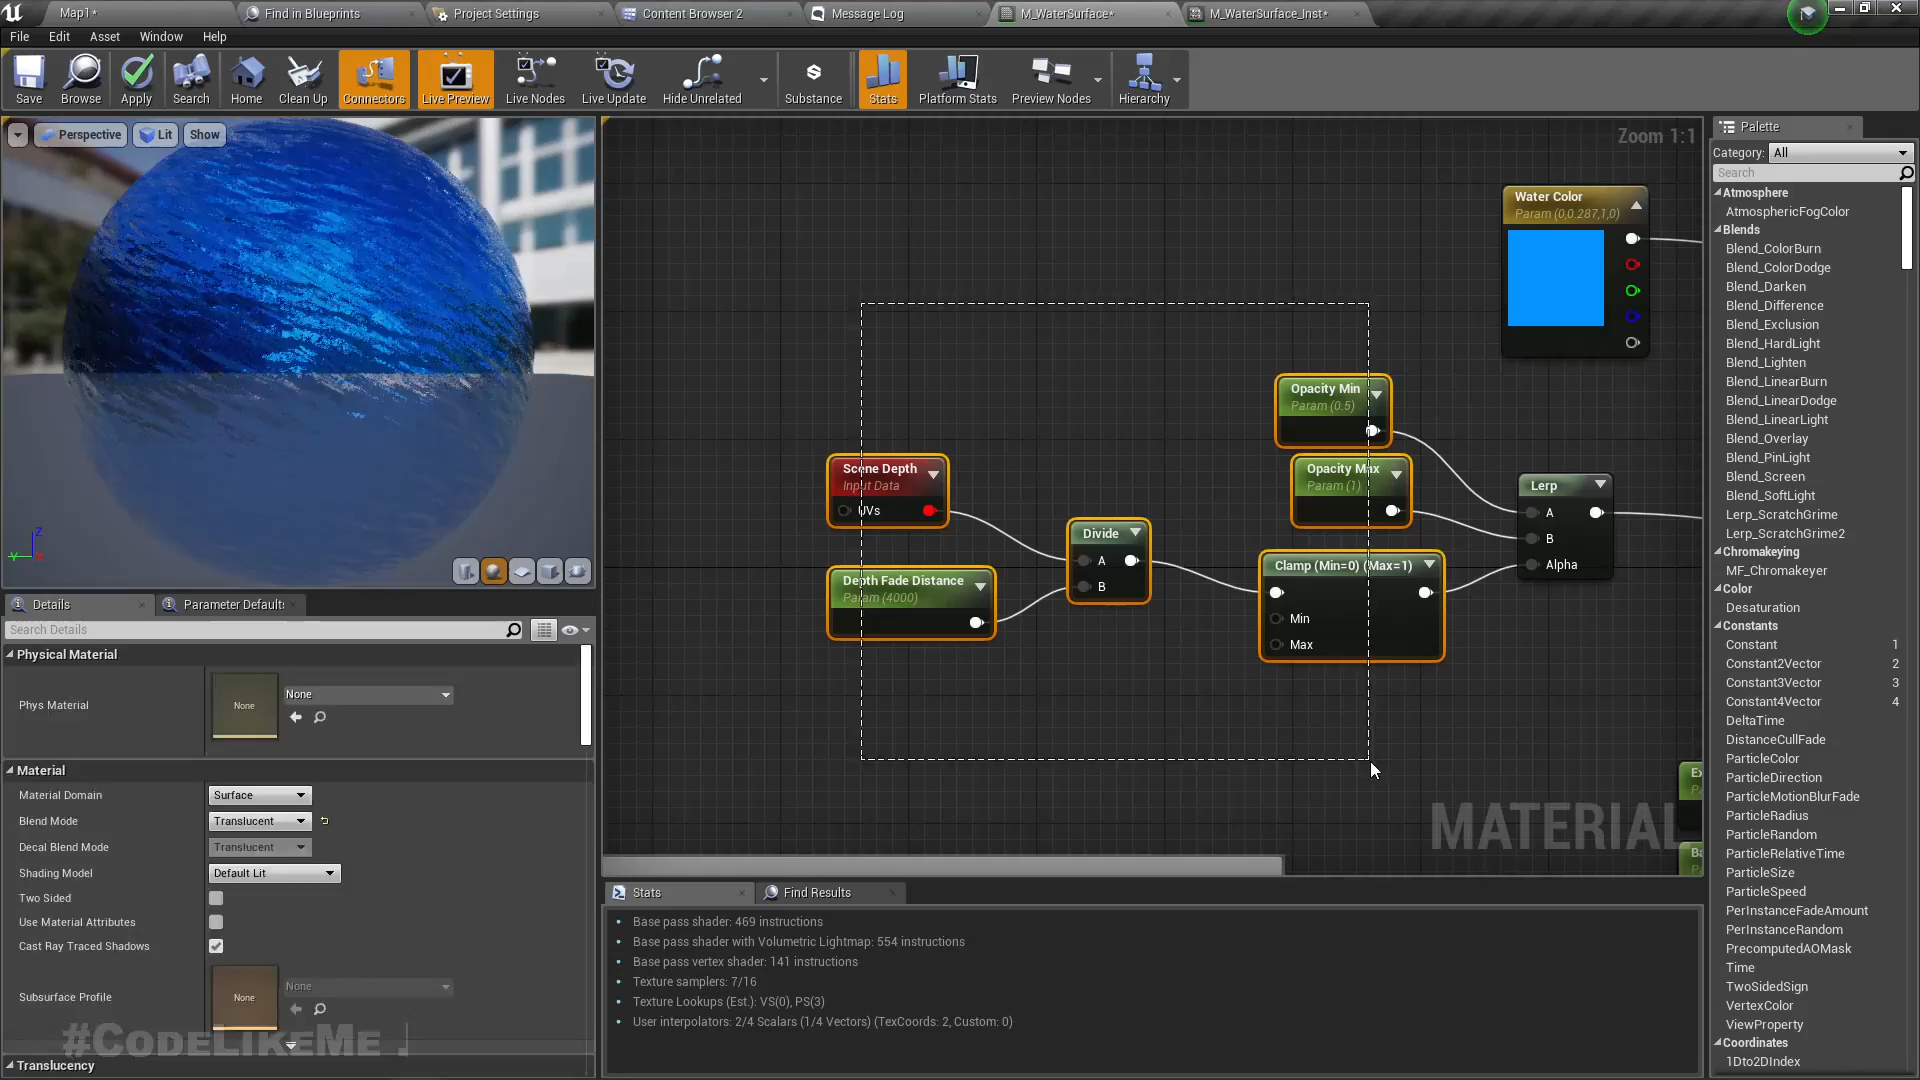 Map1*
Find in Blueprints
Project Settings
Content Browser 2
Message Log
M_WaterSurface*
M_WaterSurface_Inst*
File Edit Asset Window Help
Save
Browse
Apply
Search
Home
Clean Up
Connectors
Live Preview
Live Nodes
Live Update
Hide Unrelated
Substance
Stats
Platform Stats
Preview Nodes
Hierarchy
Perspective
Lit
Show
Z
Y
Zoom 1:1
Water Color
Param (0,0.287,1,0)
Opacity Min
Param (0.5)
Scene Depth
Input Data
UVs
Opacity Max
Param (1)
Lerp
A
B
Alpha
Divide
A
B
Depth Fade Distance
Param (4000)
Clamp (Min=0) (Max=1)
Min
Max
MATERIAL
Details
Parameter Default
Search Details
Physical Material
Phys Material
None
None
Material
Material Domain
Surface
Blend Mode
Translucent
Decal Blend Mode
Translucent
Shading Model
Default Lit
Two Sided
Use Material Attributes
Cast Ray Traced Shadows
Subsurface Profile
None
None
#CodeLikeMe
Translucency
Stats
Find Results
Base pass shader: 469 instructions
Base pass shader with Volumetric Lightmap: 554 instructions
Base pass vertex shader: 141 instructions
Texture samplers: 7/16
Texture Lookups (Est.): VS(0), PS(3)
User interpolators: 2/4 Scalars (1/4 Vectors) (TexCoords: 2, Custom: 0)
Palette
Category: All
Search
Atmosphere
AtmosphericFogColor
Blends
Blend_ColorBurn
Blend_ColorDodge
Blend_Darken
Blend_Difference
Blend_Exclusion
Blend_HardLight
Blend_Lighten
Blend_LinearBurn
Blend_LinearDodge
Blend_LinearLight
Blend_Overlay
Blend_PinLight
Blend_Screen
Blend_SoftLight
Lerp_ScratchGrime
Lerp_ScratchGrime2
Chromakeying
MF_Chromakeyer
Color
Desaturation
Constants
Constant 1
Constant2Vector 2
Constant3Vector 3
Constant4Vector 4
DeltaTime
DistanceCullFade
ParticleColor
ParticleDirection
ParticleMotionBlurFade
ParticleRadius
ParticleRandom
ParticleRelativeTime
ParticleSize
ParticleSpeed
PerInstanceFadeAmount
PerInstanceRandom
PrecomputedAOMask
Time
TwoSidedSign
VertexColor
ViewProperty
Coordinates
1Dto2DIndex